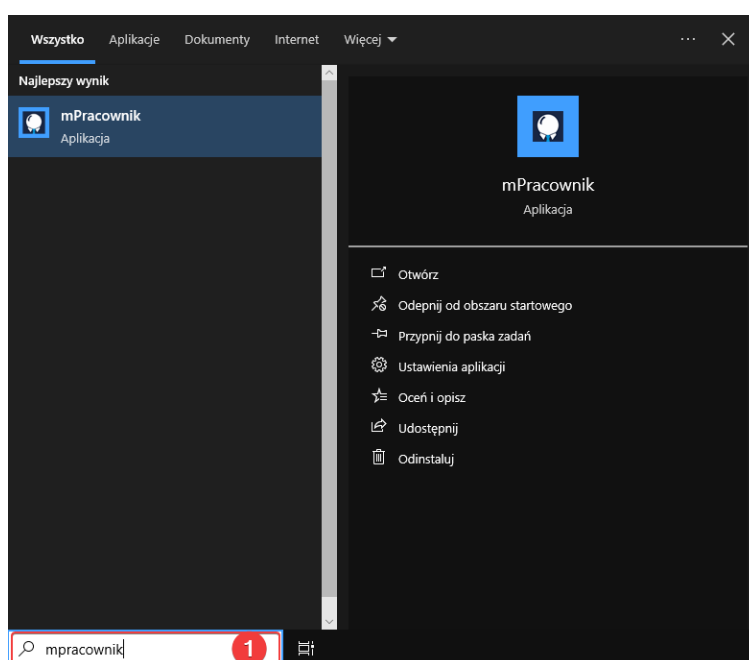 Wszystko Aplikacje Dokumenty Internet Więcej
Najlepszy wynik
mPracownik
Aplikacja
mPracownik
Aplikacja
Otwórz
Odepnij od obszaru startowego
Przypnij do paska zadań
Ustawienia aplikacji
Oceń i opisz
Udostępnij
Odinstaluj
mpracownik 1